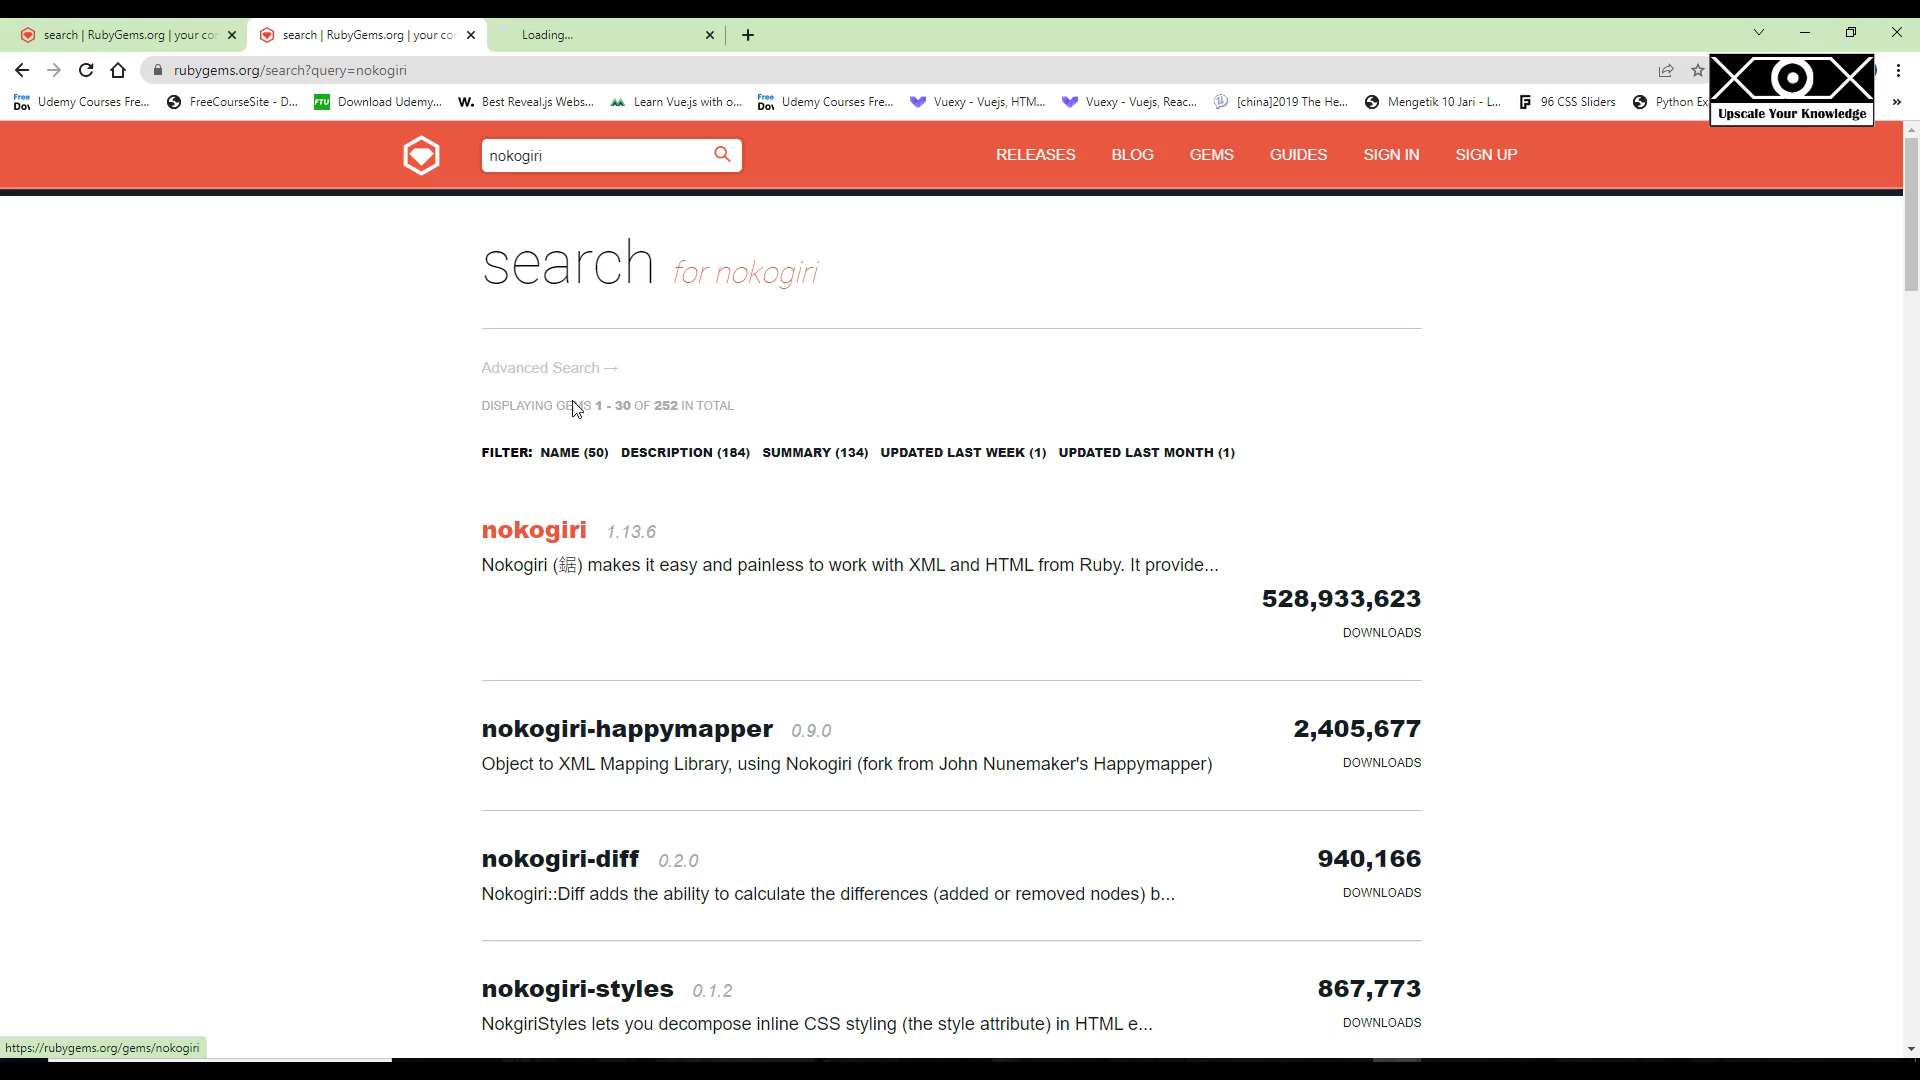 search | RubyGems.org | your co
search | RubyGems.org | your co
Loading...
rubygems.org/search?query=nokogiri
Udemy Courses Fre...
FreeCourseSite - D...
Download Udemy...
Best Reveal.js Webs...
Learn Vue.js with o...
Udemy Courses Fre...
Vuexy - Vuejs, HTM...
Vuexy - Vuejs, Reac...
[china]2019 The He...
Mengetik 10 Jari - L...
96 CSS Sliders
Python Ex
Upscale Your Knowledge
nokogiri
RELEASES BLOG GEMS GUIDES SIGN IN SIGN UP
search for nokogiri
Advanced Search →
DISPLAYING GEMS 1 - 30 OF 252 IN TOTAL
FILTER: NAME (50) DESCRIPTION (184) SUMMARY (134) UPDATED LAST WEEK (1) UPDATED LAST MONTH (1)
nokogiri 1.13.6
Nokogiri (鋸) makes it easy and painless to work with XML and HTML from Ruby. It provide...
528,933,623
DOWNLOADS
nokogiri-happymapper 0.9.0
2,405,677
Object to XML Mapping Library, using Nokogiri (fork from John Nunemaker's Happymapper)
DOWNLOADS
nokogiri-diff 0.2.0
940,166
Nokogiri::Diff adds the ability to calculate the differences (added or removed nodes) b...
DOWNLOADS
nokogiri-styles 0.1.2
867,773
NokgiriStyles lets you decompose inline CSS styling (the style attribute) in HTML e...
DOWNLOADS
https://rubygems.org/gems/nokogiri